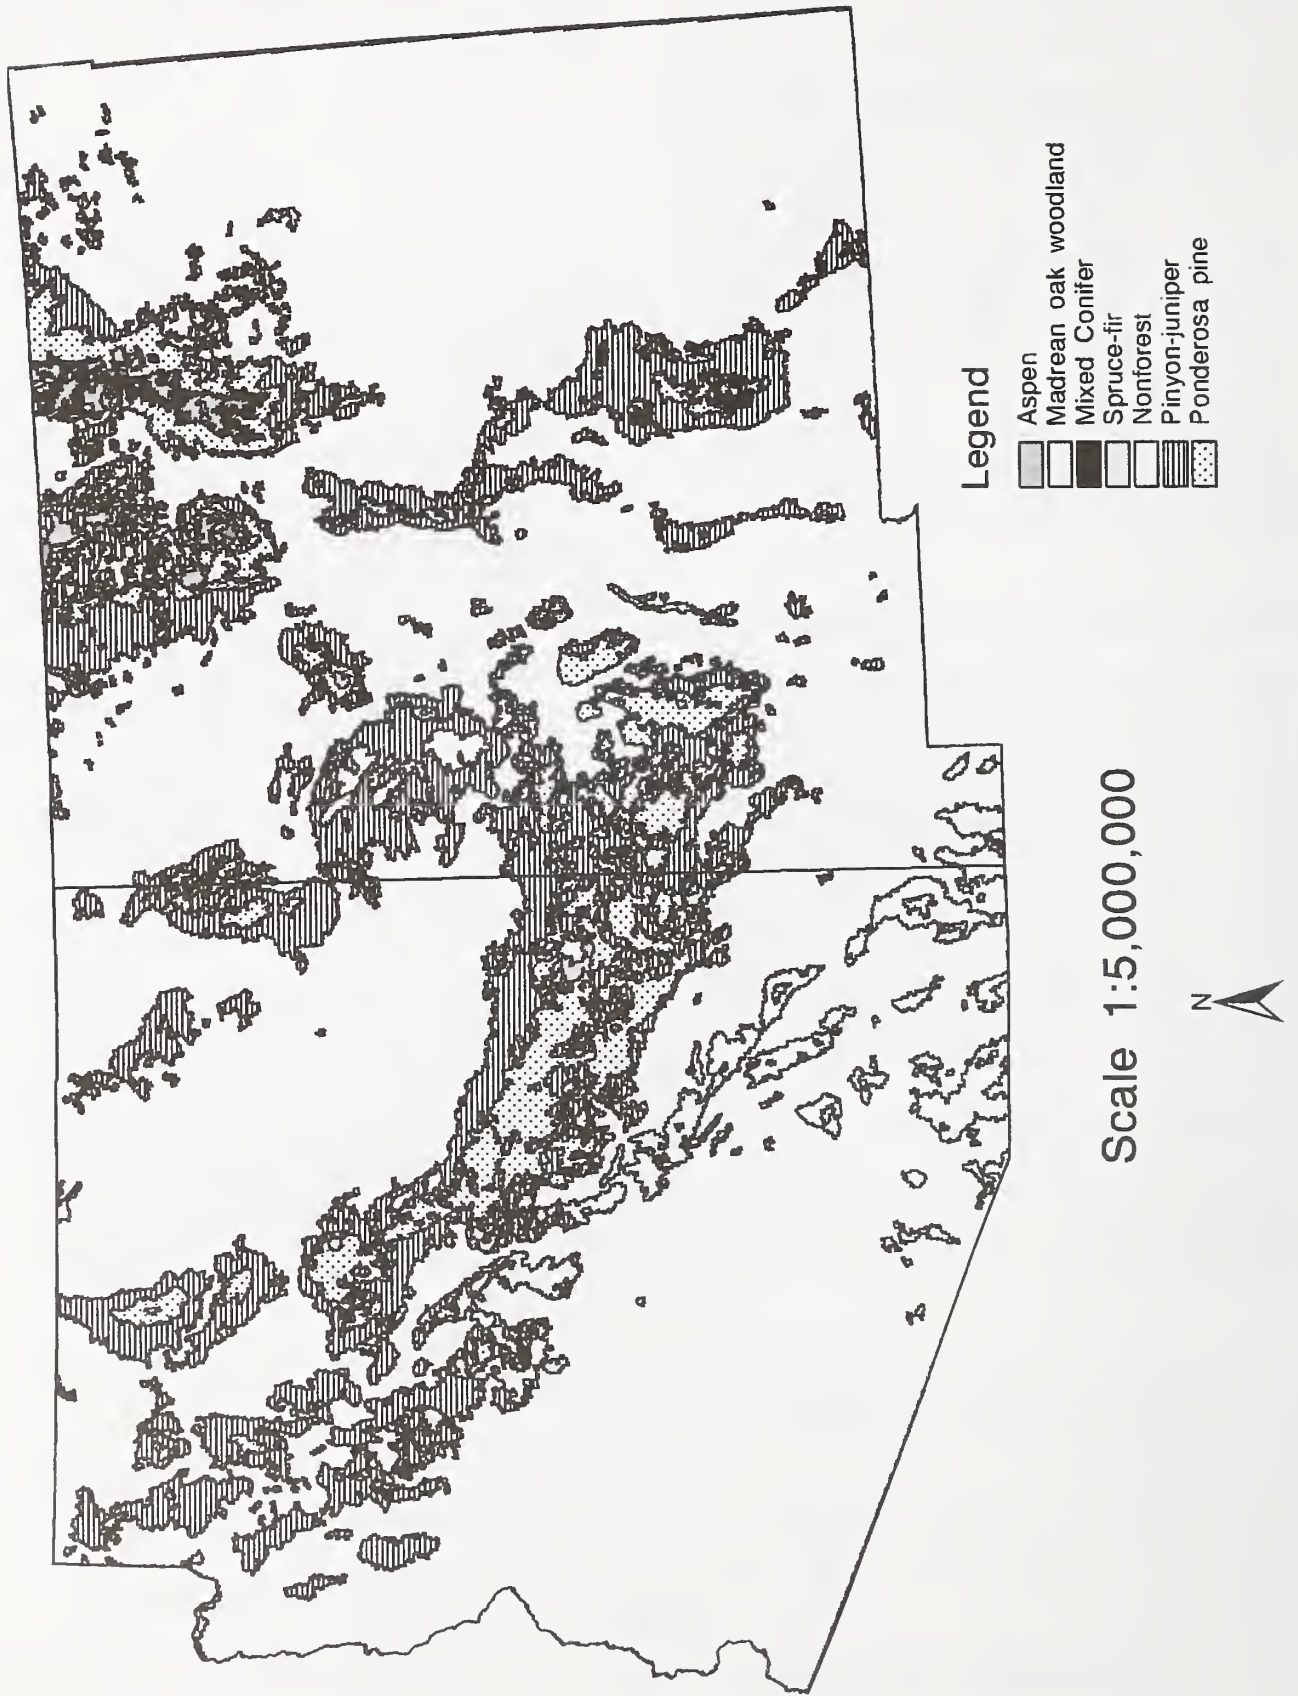 Legend
Aspen
Madrean oak woodland
Mixed Conifer
Spruce-fir
Nonforest
Pinyon-juniper
Ponderosa pine
Scale 1:5,000,000
N